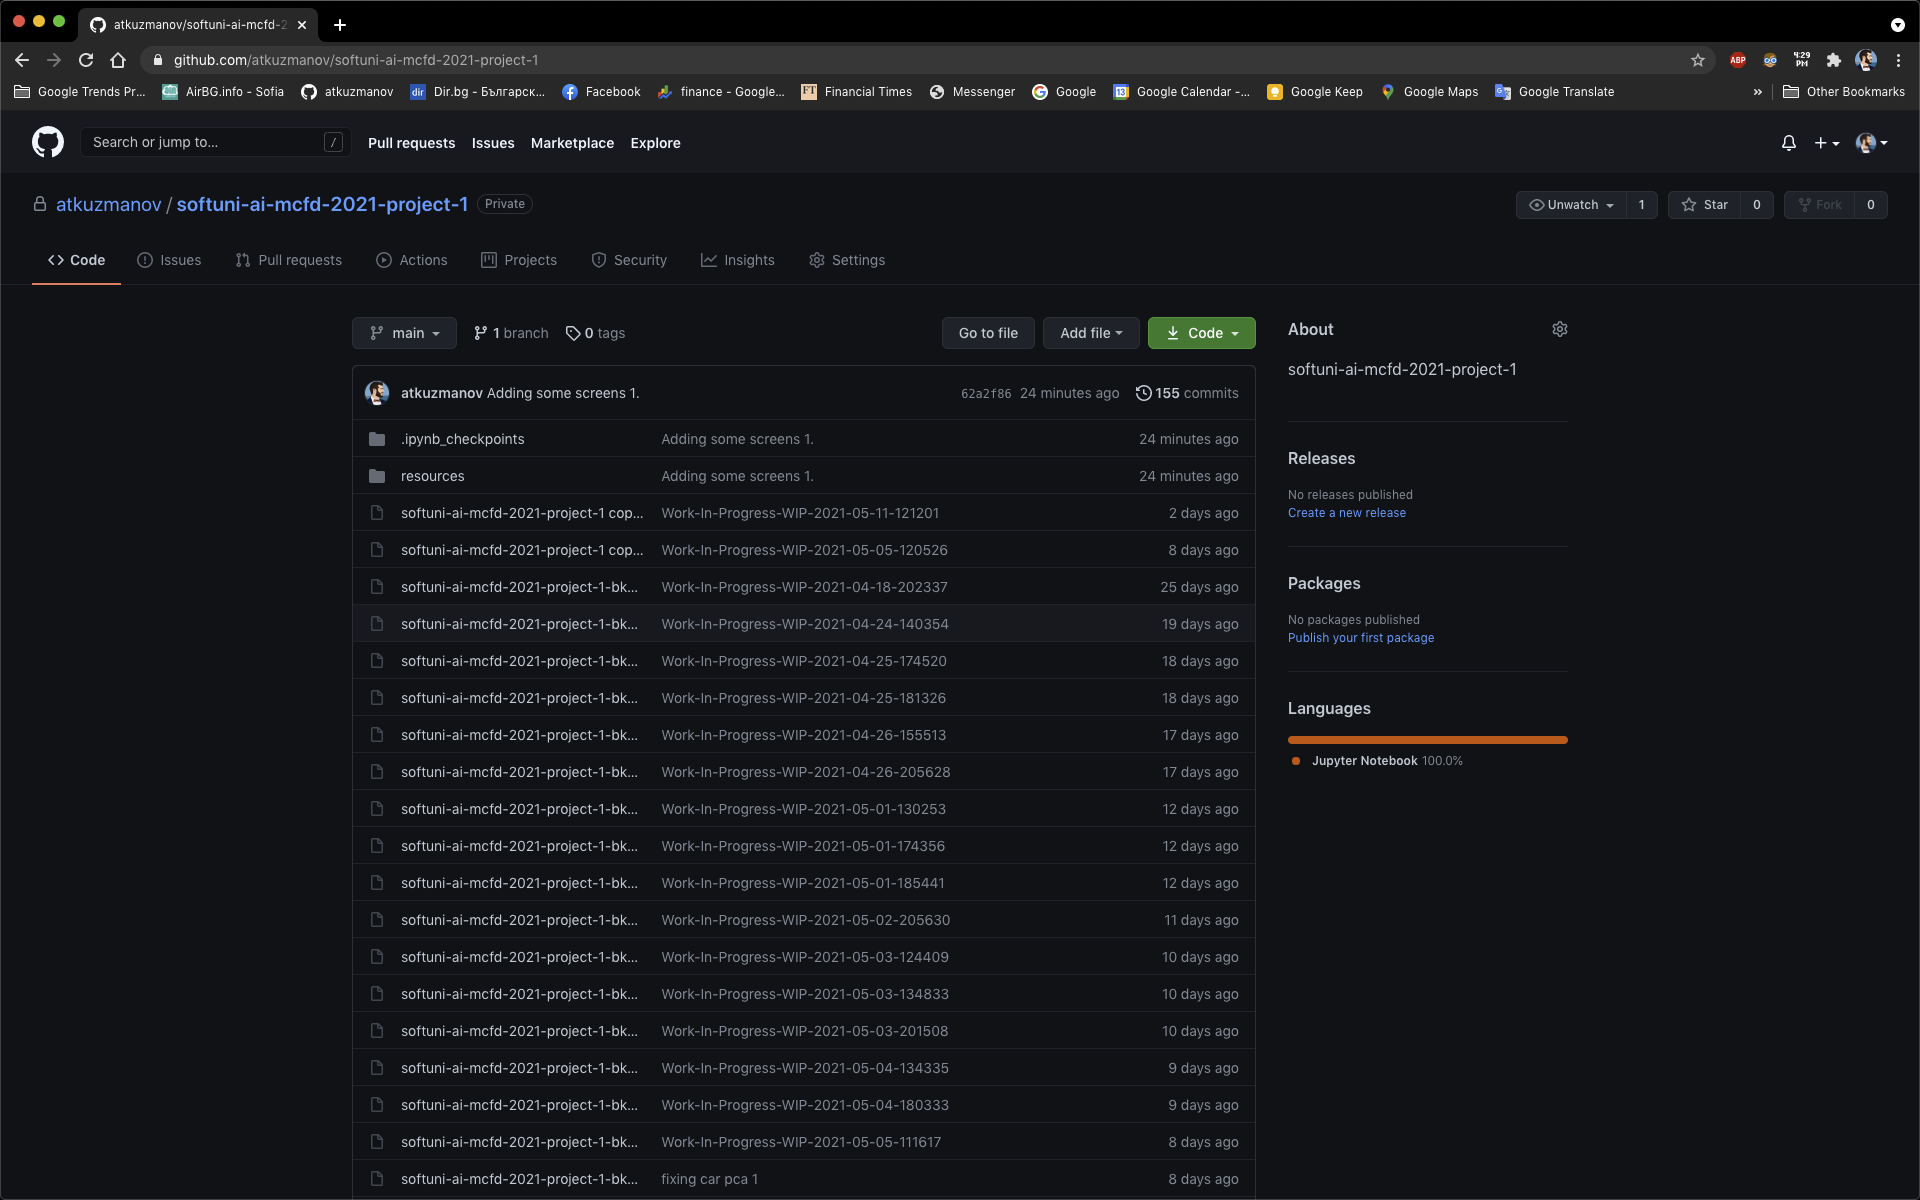 atkuzmanov/softuni-ai-mcfd-2
github.com/atkuzmanov/softuni-ai-mcfd-2021-project-1
ABP
4:29 PM
Google Trends Pr... AirBG.info - Sofia atkuzmanov dir Dir.bg - Българск... Facebook finance - Google... FT Financial Times Messenger Google Google Calendar -... Google Keep Google Maps Google Translate » Other Bookmarks
Search or jump to... / Pull requests Issues Marketplace Explore
atkuzmanov / softuni-ai-mcfd-2021-project-1 Private Unwatch 1 Star 0 Fork 0
Code Issues Pull requests Actions Projects Security Insights Settings
main 1 branch 0 tags Go to file Add file Code
atkuzmanov Adding some screens 1. 62a2f86 24 minutes ago 155 commits
.ipynb_checkpoints Adding some screens 1. 24 minutes ago
resources Adding some screens 1. 24 minutes ago
softuni-ai-mcfd-2021-project-1 cop... Work-In-Progress-WIP-2021-05-11-121201 2 days ago
softuni-ai-mcfd-2021-project-1 cop... Work-In-Progress-WIP-2021-05-05-120526 8 days ago
softuni-ai-mcfd-2021-project-1-bk... Work-In-Progress-WIP-2021-04-18-202337 25 days ago
softuni-ai-mcfd-2021-project-1-bk... Work-In-Progress-WIP-2021-04-24-140354 19 days ago
softuni-ai-mcfd-2021-project-1-bk... Work-In-Progress-WIP-2021-04-25-174520 18 days ago
softuni-ai-mcfd-2021-project-1-bk... Work-In-Progress-WIP-2021-04-25-181326 18 days ago
softuni-ai-mcfd-2021-project-1-bk... Work-In-Progress-WIP-2021-04-26-155513 17 days ago
softuni-ai-mcfd-2021-project-1-bk... Work-In-Progress-WIP-2021-04-26-205628 17 days ago
softuni-ai-mcfd-2021-project-1-bk... Work-In-Progress-WIP-2021-05-01-130253 12 days ago
softuni-ai-mcfd-2021-project-1-bk... Work-In-Progress-WIP-2021-05-01-174356 12 days ago
softuni-ai-mcfd-2021-project-1-bk... Work-In-Progress-WIP-2021-05-01-185441 12 days ago
softuni-ai-mcfd-2021-project-1-bk... Work-In-Progress-WIP-2021-05-02-205630 11 days ago
softuni-ai-mcfd-2021-project-1-bk... Work-In-Progress-WIP-2021-05-03-124409 10 days ago
softuni-ai-mcfd-2021-project-1-bk... Work-In-Progress-WIP-2021-05-03-134833 10 days ago
softuni-ai-mcfd-2021-project-1-bk... Work-In-Progress-WIP-2021-05-03-201508 10 days ago
softuni-ai-mcfd-2021-project-1-bk... Work-In-Progress-WIP-2021-05-04-134335 9 days ago
softuni-ai-mcfd-2021-project-1-bk... Work-In-Progress-WIP-2021-05-04-180333 9 days ago
softuni-ai-mcfd-2021-project-1-bk... Work-In-Progress-WIP-2021-05-05-111617 8 days ago
softuni-ai-mcfd-2021-project-1-bk... fixing car pca 1 8 days ago
About
softuni-ai-mcfd-2021-project-1
Releases
No releases published
Create a new release
Packages
No packages published
Publish your first package
Languages
Jupyter Notebook 100.0%